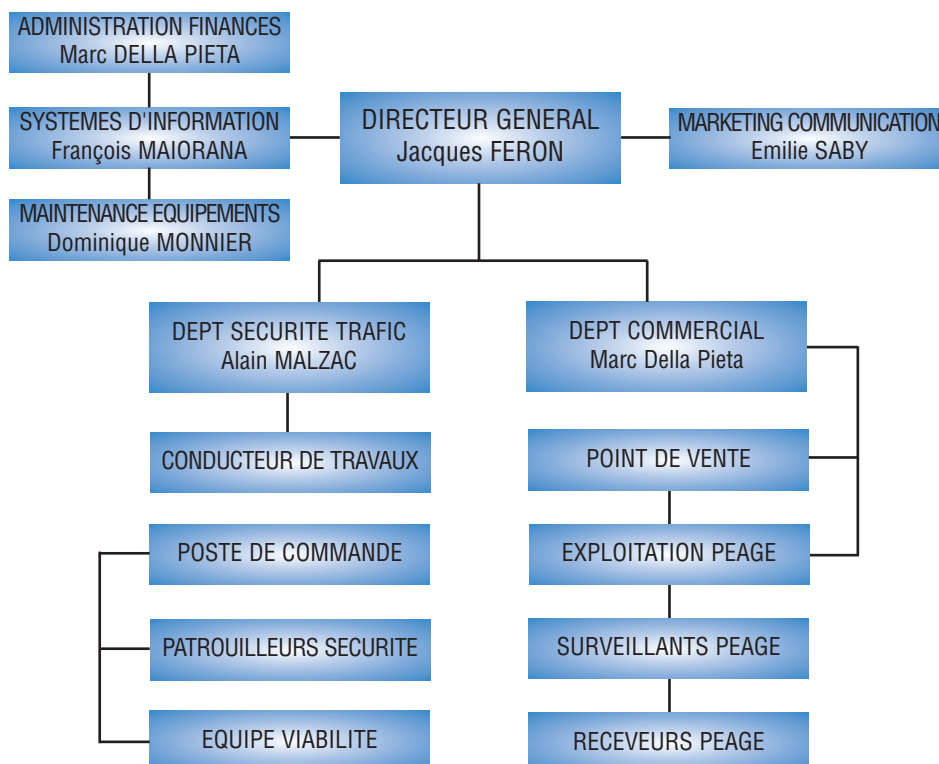 ADMINISTRATION FINANCES
Marc DELLA PIETA
SYSTEMES D'INFORMATION
François MAIORANA
DIRECTEUR GENERAL
Jacques FERON
MARKETING COMMUNICATION
Emilie SABY
MAINTENANCE EQUIPEMENTS
Dominique MONNIER
DEPT SECURITE TRAFIC
Alain MALZAC
DEPT COMMERCIAL
Marc Della Pieta
CONDUCTEUR DE TRAVAUX
POINT DE VENTE
POSTE DE COMMANDE
EXPLOITATION PEAGE
PATROUILLEURS SECURITE
SURVEILLANTS PEAGE
EQUIPE VIABILITE
RECEVEURS PEAGE